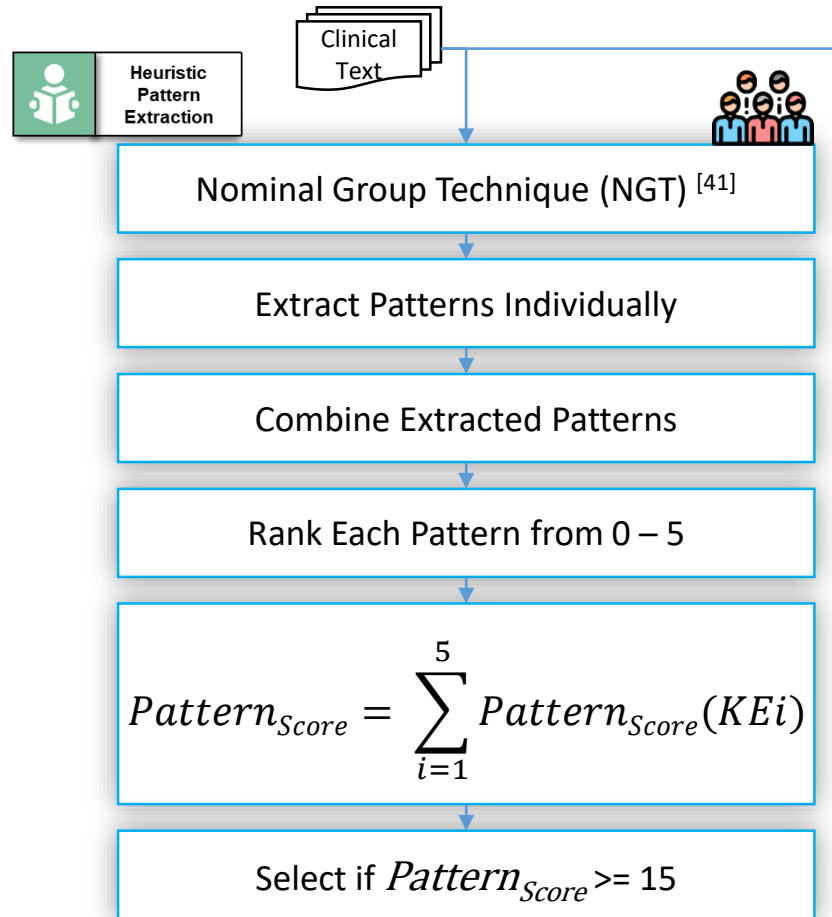 Clinical
Text
Heuristic
Pattern
Extraction
Nominal Group Technique (NGT) [41]
Extract Patterns Individually
Combine Extracted Patterns
Rank Each Pattern from 0 – 5
5
Pattern_Score = ∑ Pattern_Score(KEi)
i=1
Select if Pattern_Score >= 15